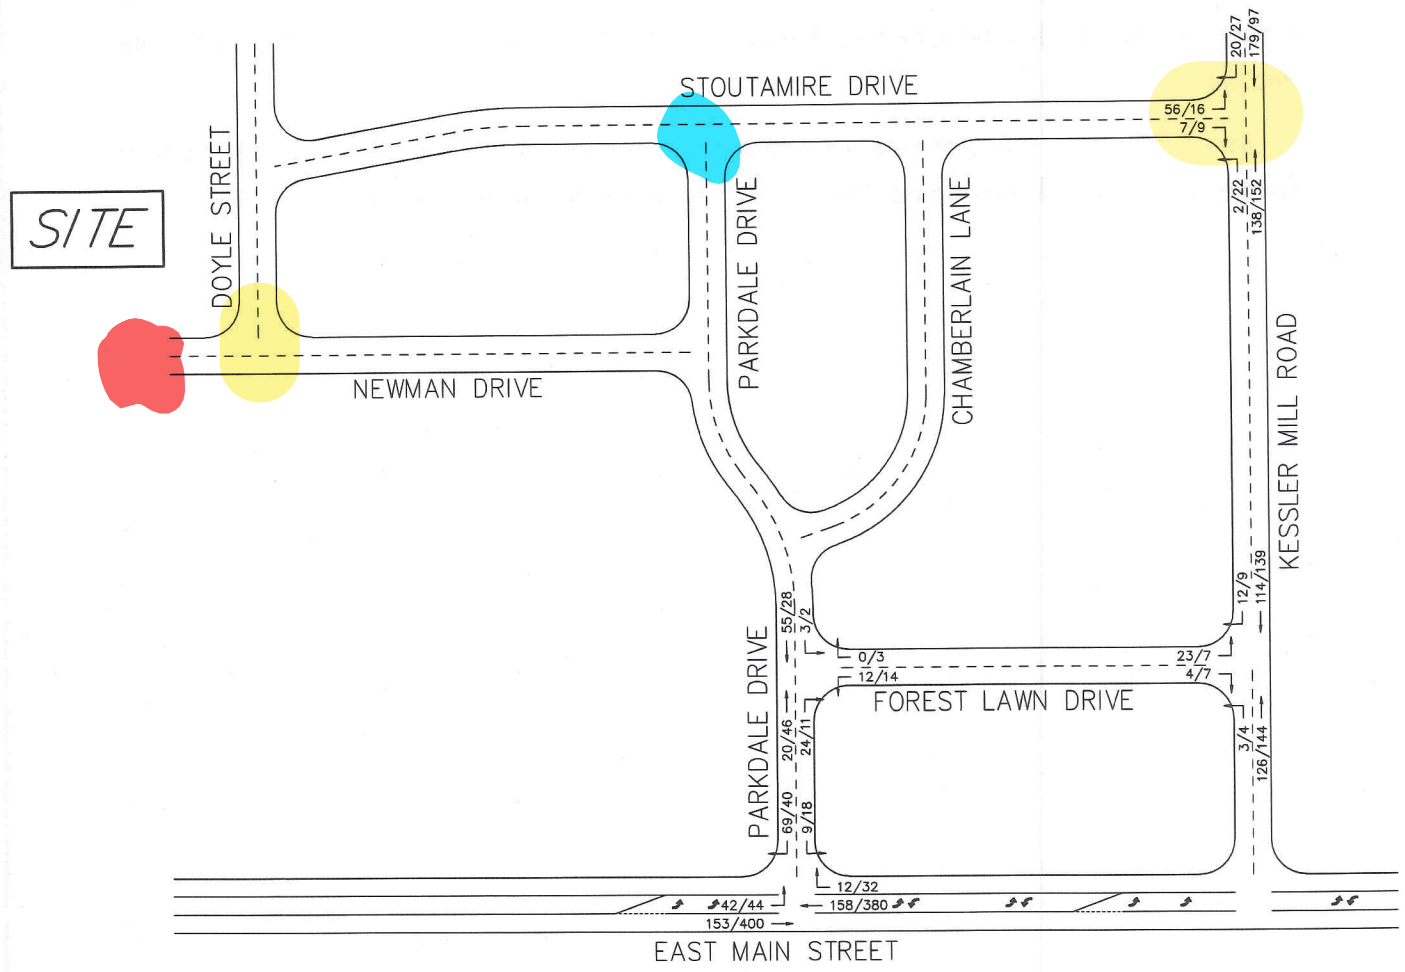 20/27
179/97
STOUTAMIRE DRIVE
56/16
7/9
2/22
138/152
SITE
DOYLE STREET
PARKDALE DRIVE
CHAMBERLAIN LANE
NEWMAN DRIVE
KESSLER MILL ROAD
12/9
114/139
55/28
3/2
0/3
12/14
23/7
4/7
FOREST LAWN DRIVE
PARKDALE DRIVE
20/46
24/11
3/4
126/144
69/40
9/18
12/32
42/44
158/380
153/400
EAST MAIN STREET